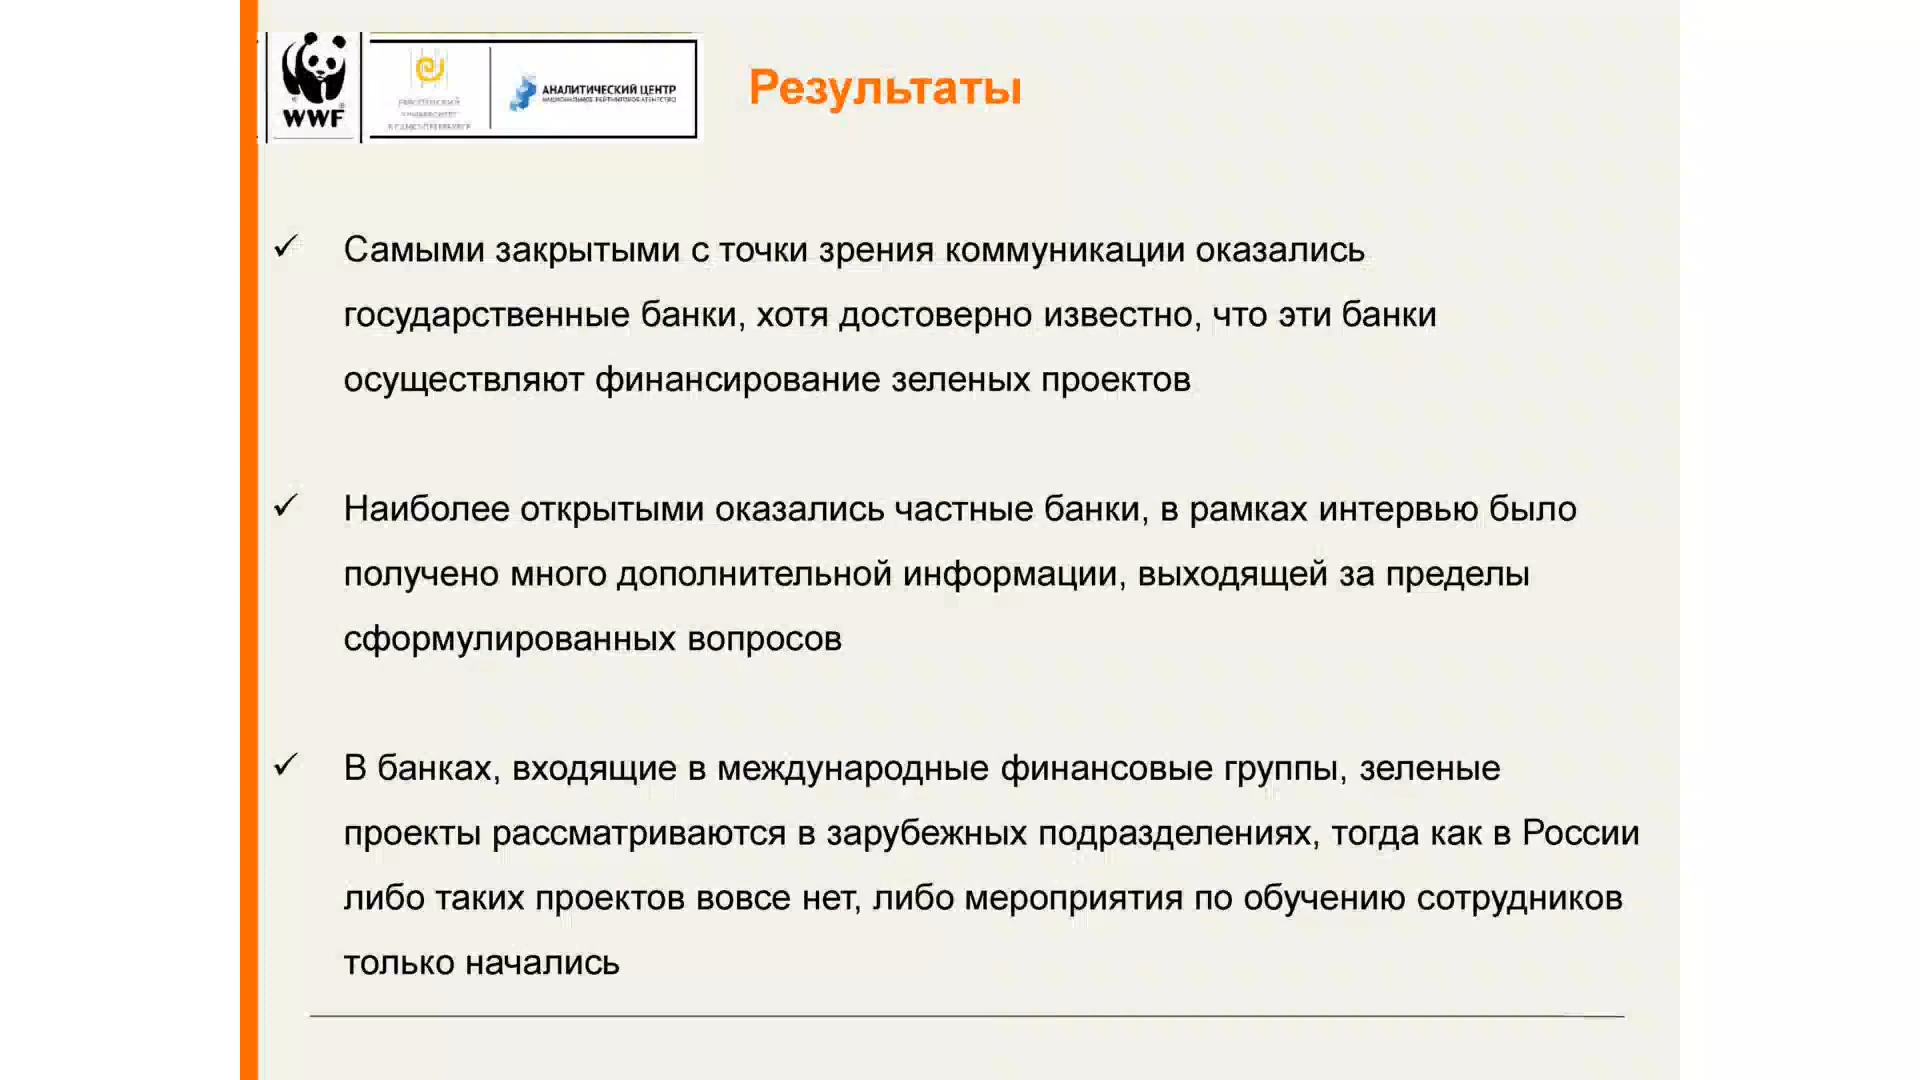 WWF
АНАЛИТИЧЕСКИЙ ЦЕНТР
НАЦИОНАЛЬНОЕ РЕЙТИНГОВОЕ АГЕНТСТВО
Результаты
Самыми закрытыми с точки зрения коммуникации оказались
государственные банки, хотя достоверно известно, что эти банки
осуществляют финансирование зеленых проектов
Наиболее открытыми оказались частные банки, в рамках интервью было
получено много дополнительной информации, выходящей за пределы
сформулированных вопросов
В банках, входящие в международные финансовые группы, зеленые
проекты рассматриваются в зарубежных подразделениях, тогда как в России
либо таких проектов вовсе нет, либо мероприятия по обучению сотрудников
только начались